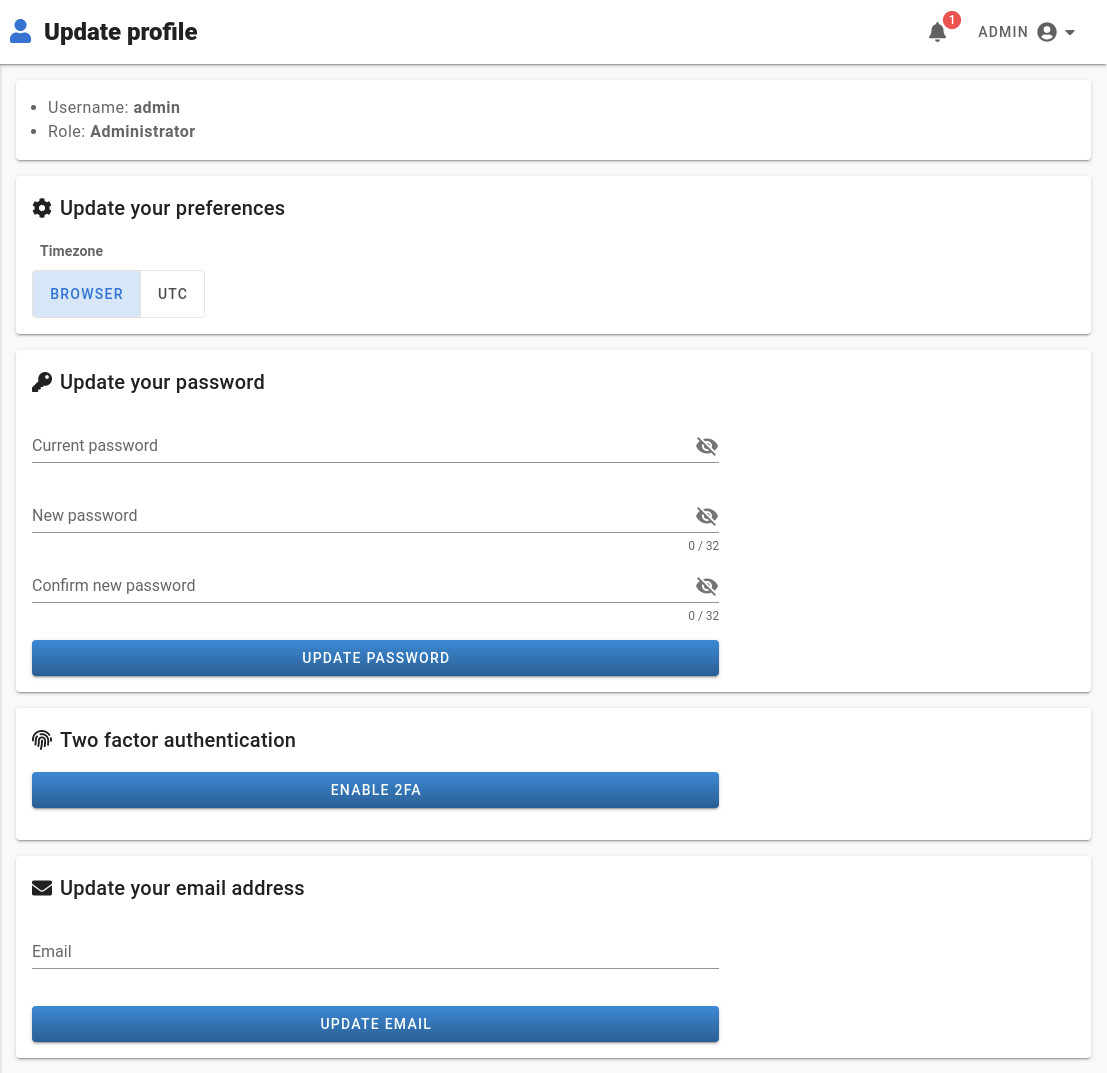 Update profile
1
ADMIN
Username: admin
Role: Administrator
Update your preferences
Timezone
BROWSER UTC
Update your password
Current password
New password
0 / 32
Confirm new password
0 / 32
UPDATE PASSWORD
Two factor authentication
ENABLE 2FA
Update your email address
Email
UPDATE EMAIL